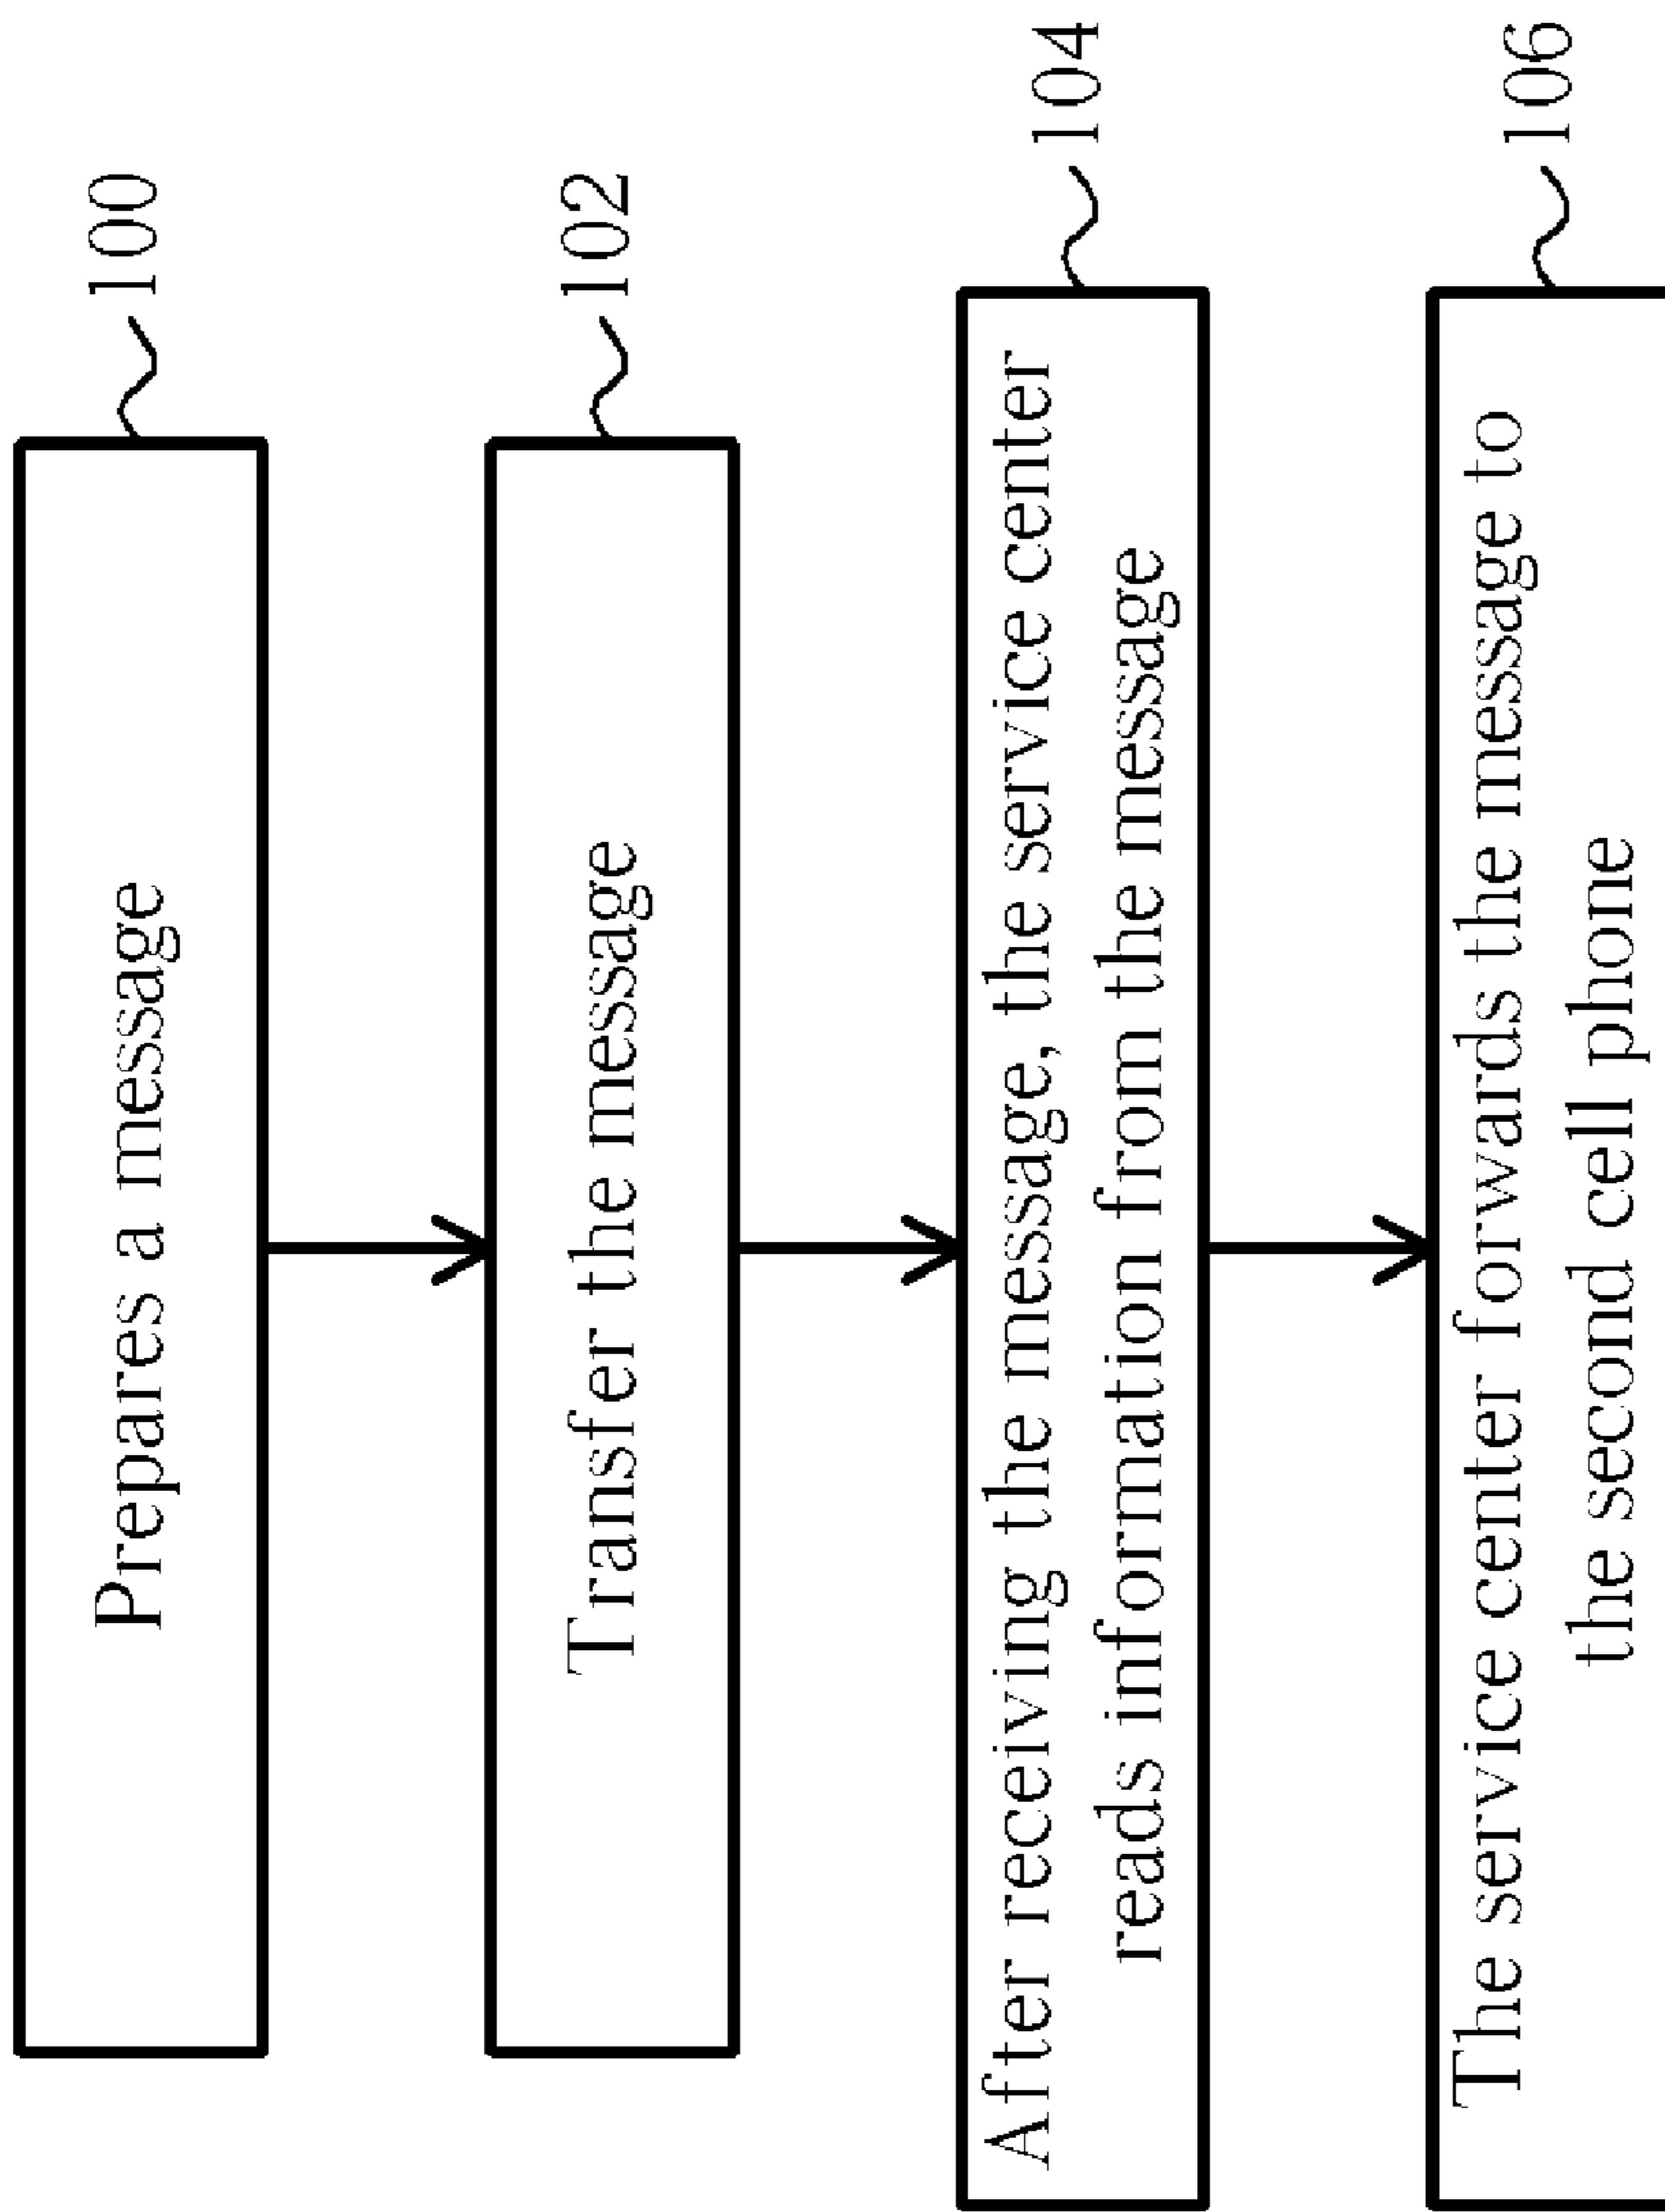 Prepares a message
100
Transfer the message
102
After receiving the message, the service center
reads information from the message
104
The service center forwards the message to
the second cell phone
106